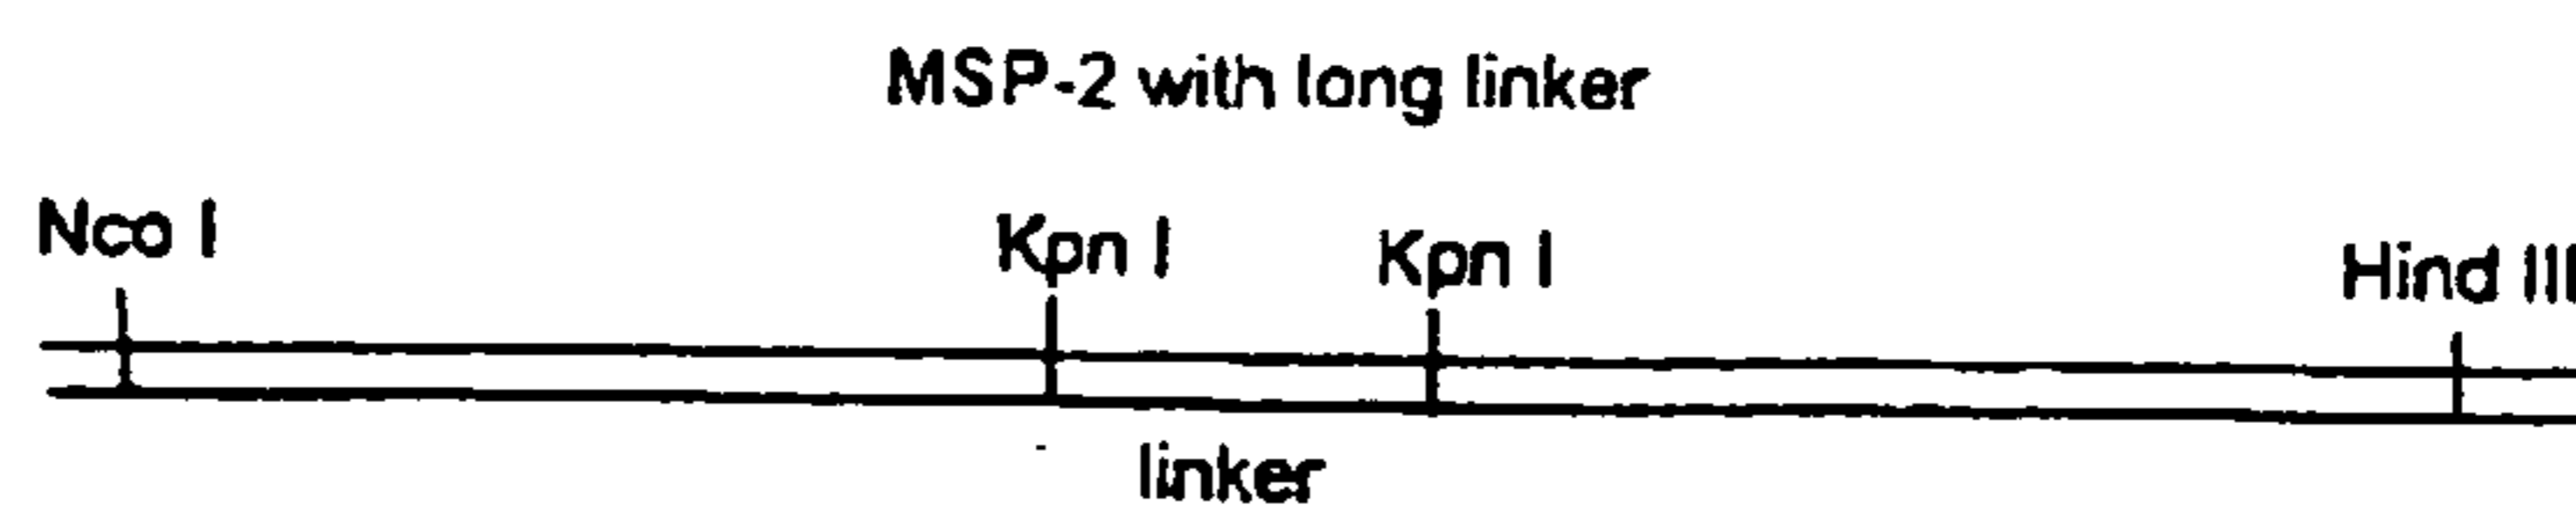 MSP-2 with long linker
Nco I Kpn I Kpn I Hind III
linker